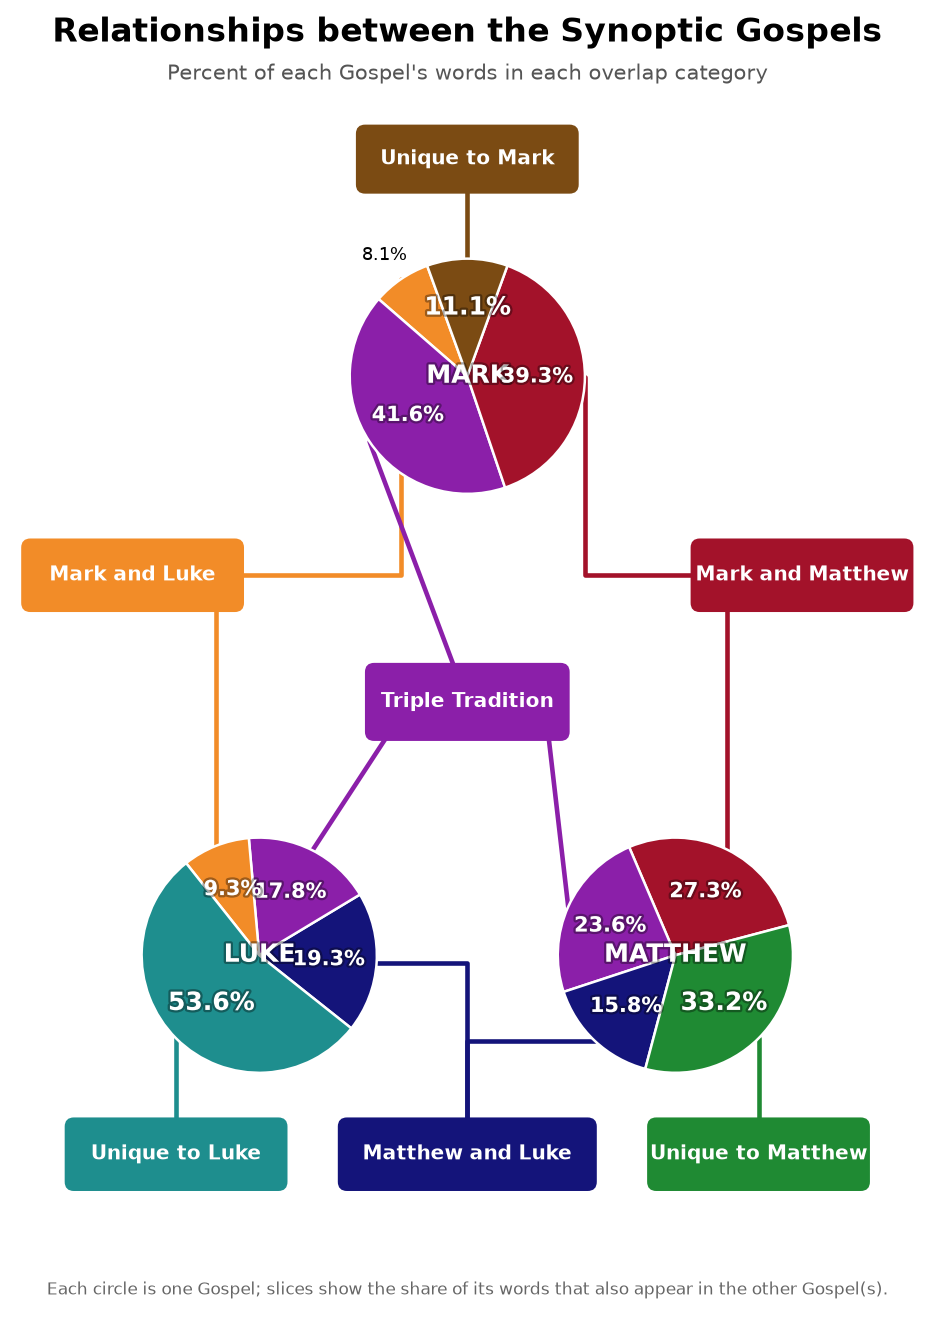 Relationships between the Synoptic Gospels
Percent of each Gospel's words in each overlap category
Unique to Mark
8.1%
11.1%
MARK
39.3%
41.6%
Mark and Luke
Mark and Matthew
Triple Tradition
9.3%
17.8%
LUKE
19.3%
53.6%
27.3%
23.6%
MATTHEW
15.8%
33.2%
Unique to Luke
Matthew and Luke
Unique to Matthew
Each circle is one Gospel; slices show the share of its words that also appear in the other Gospel(s).